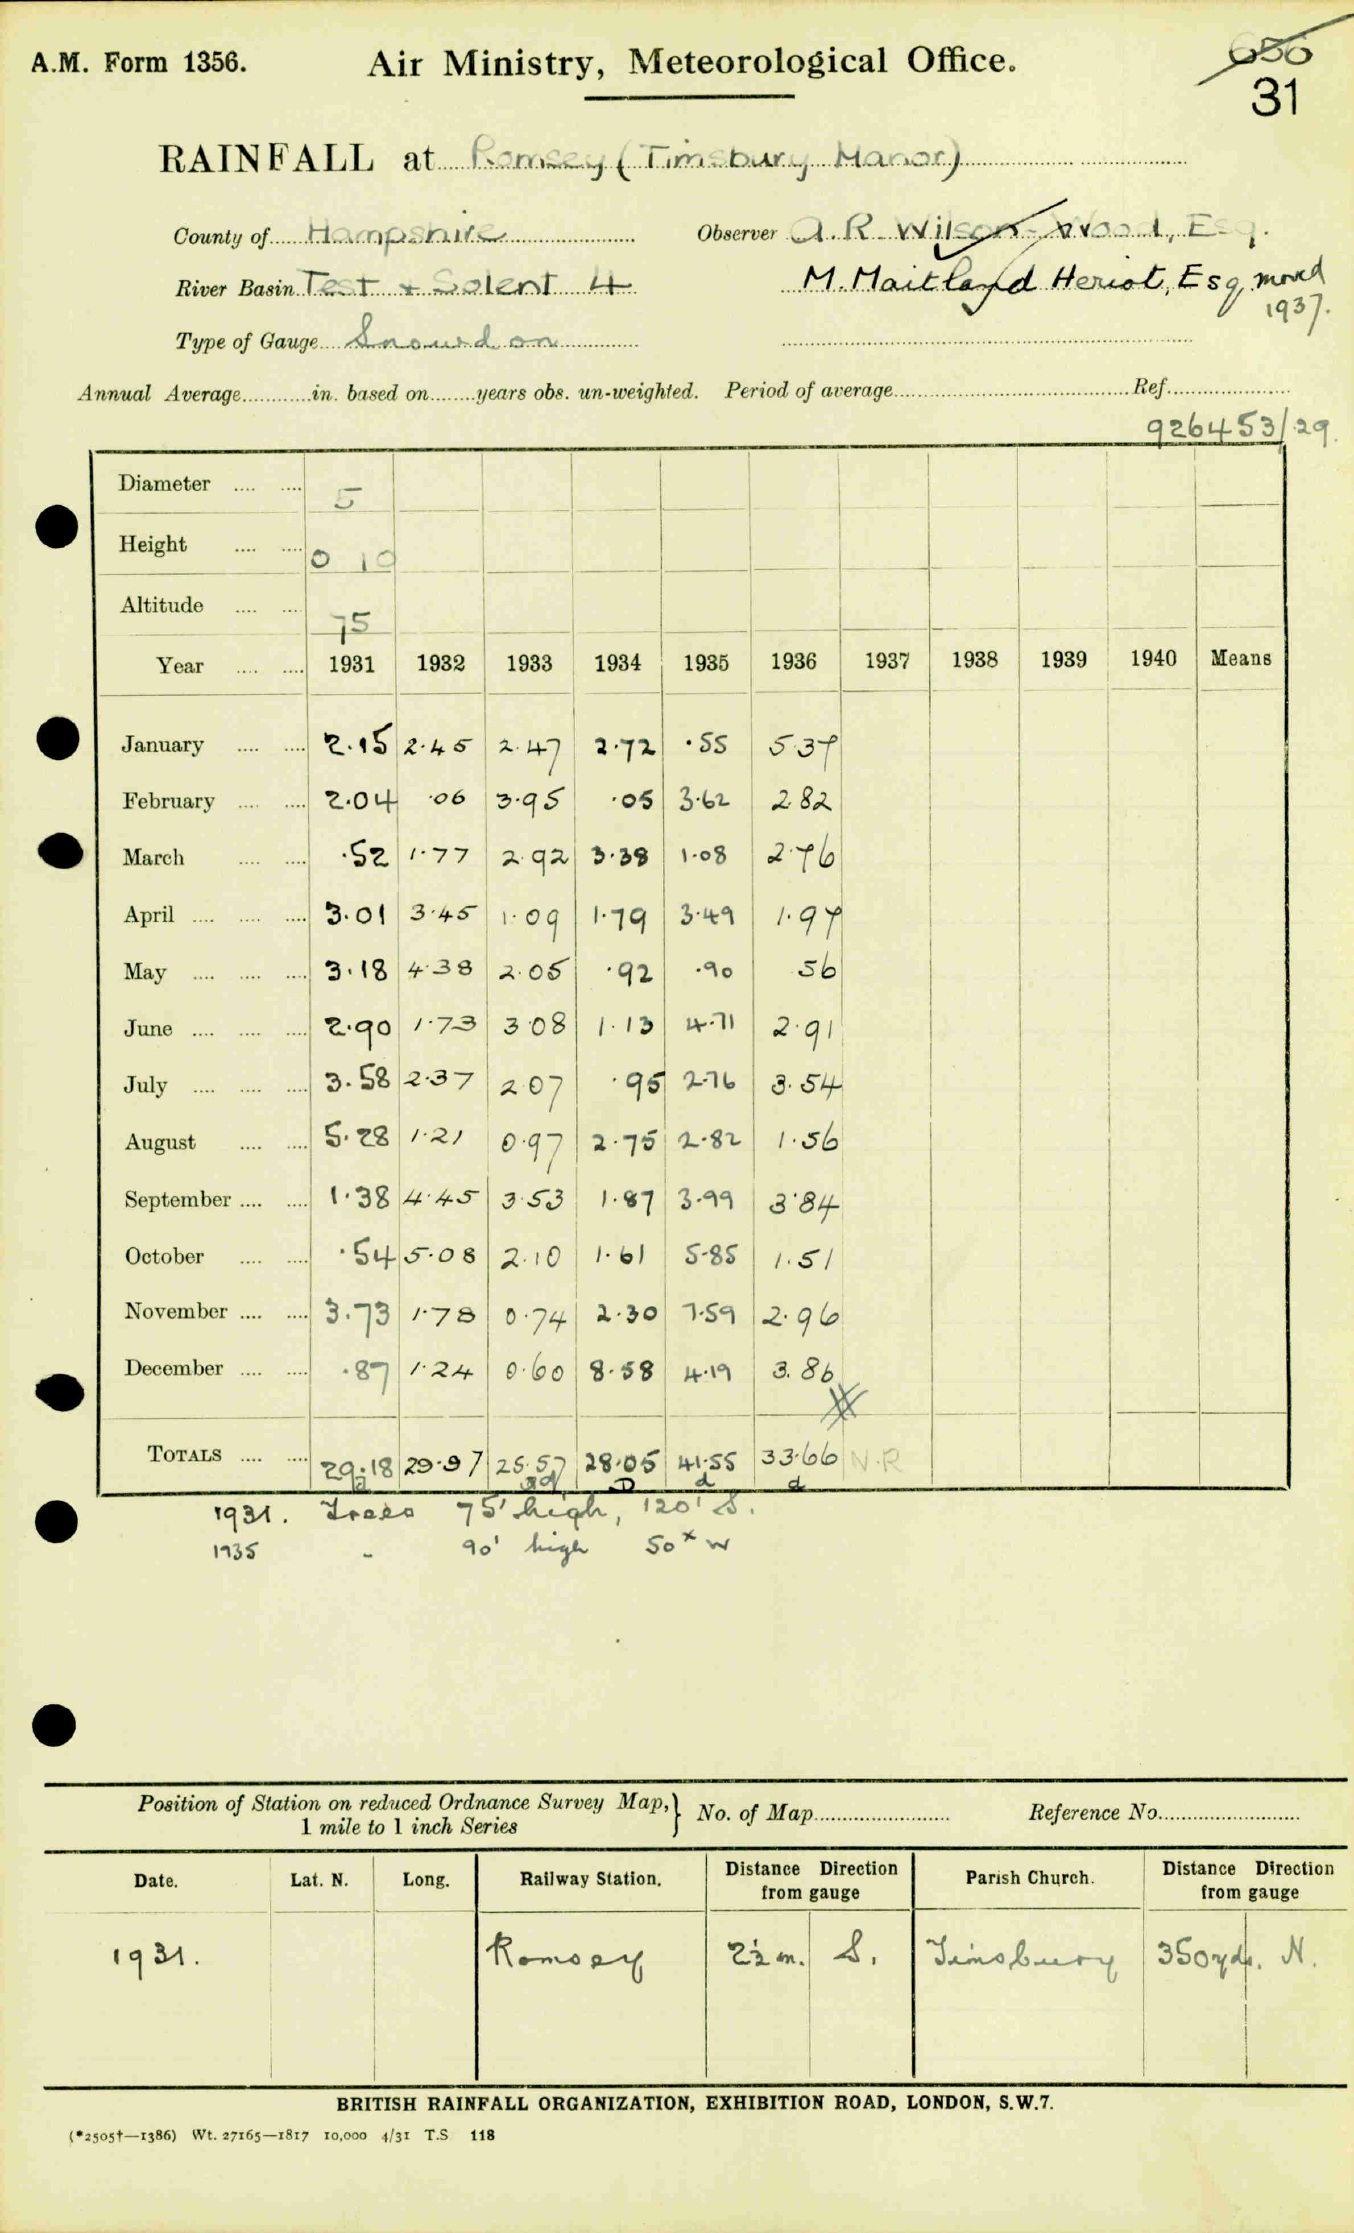 A.M. Form 1356. Air Ministry, Meteorological Office. 656
31
RAINFALL at Romsey (Timsbury Manor)
County of Hampshire Observer A. R. Wilson-Wood, Esq.
River Basin Test & Solent 4 M. Maitland Heriot, Esq. moved 1937.
Type of Gauge Snowdon
Annual Average............in. based on........years obs. un-weighted. Period of average........Ref........
926453/29.
Diameter .... .... 5
Height .... .... 0 10
Altitude .... .... 75
Year .... .... 1931 1932 1933 1934 1935 1936 1937 1938 1939 1940 Means
January .... .... 2.15 2.45 2.47 2.72 .55 5.37
February .... .... 2.04 .06 3.95 .05 3.62 2.82
March .... .... .52 1.77 2.92 3.38 1.08 2.76
April .... .... .... 3.01 3.45 1.09 1.79 3.49 1.97
May .... .... .... 3.18 4.38 2.05 .92 .90 56
June .... .... .... 2.90 1.73 3.08 1.13 4.71 2.91
July .... .... .... 3.58 2.37 2.07 .95 2.76 3.54
August .... .... 5.28 1.21 0.97 2.75 2.82 1.56
September .... .... 1.38 4.45 3.53 1.87 3.99 3.84
October .... .... .54 5.08 2.10 1.61 5.85 1.51
November .... .... 3.73 1.78 0.74 2.30 7.59 2.96
December .... .... .87 1.24 0.60 8.58 4.19 3.86
TOTALS .... .... 29.18 29.97 25.57 28.05 41.55 33.66 N.R
D d d
1931. Trees 75' high, 120' S.
1935 " 90' high 50x W
Position of Station on reduced Ordnance Survey Map,} No. of Map........ Reference No........
1 mile to 1 inch Series
Date. Lat. N. Long. Railway Station. Distance Direction from gauge Parish Church. Distance Direction from gauge
1931. Romsey 2½ m. S. Timsbury 350 yds. N.
BRITISH RAINFALL ORGANIZATION, EXHIBITION ROAD, LONDON, S.W.7.
(*2505†—1386) Wt. 27165—1817 10,000 4/31 T.S 118